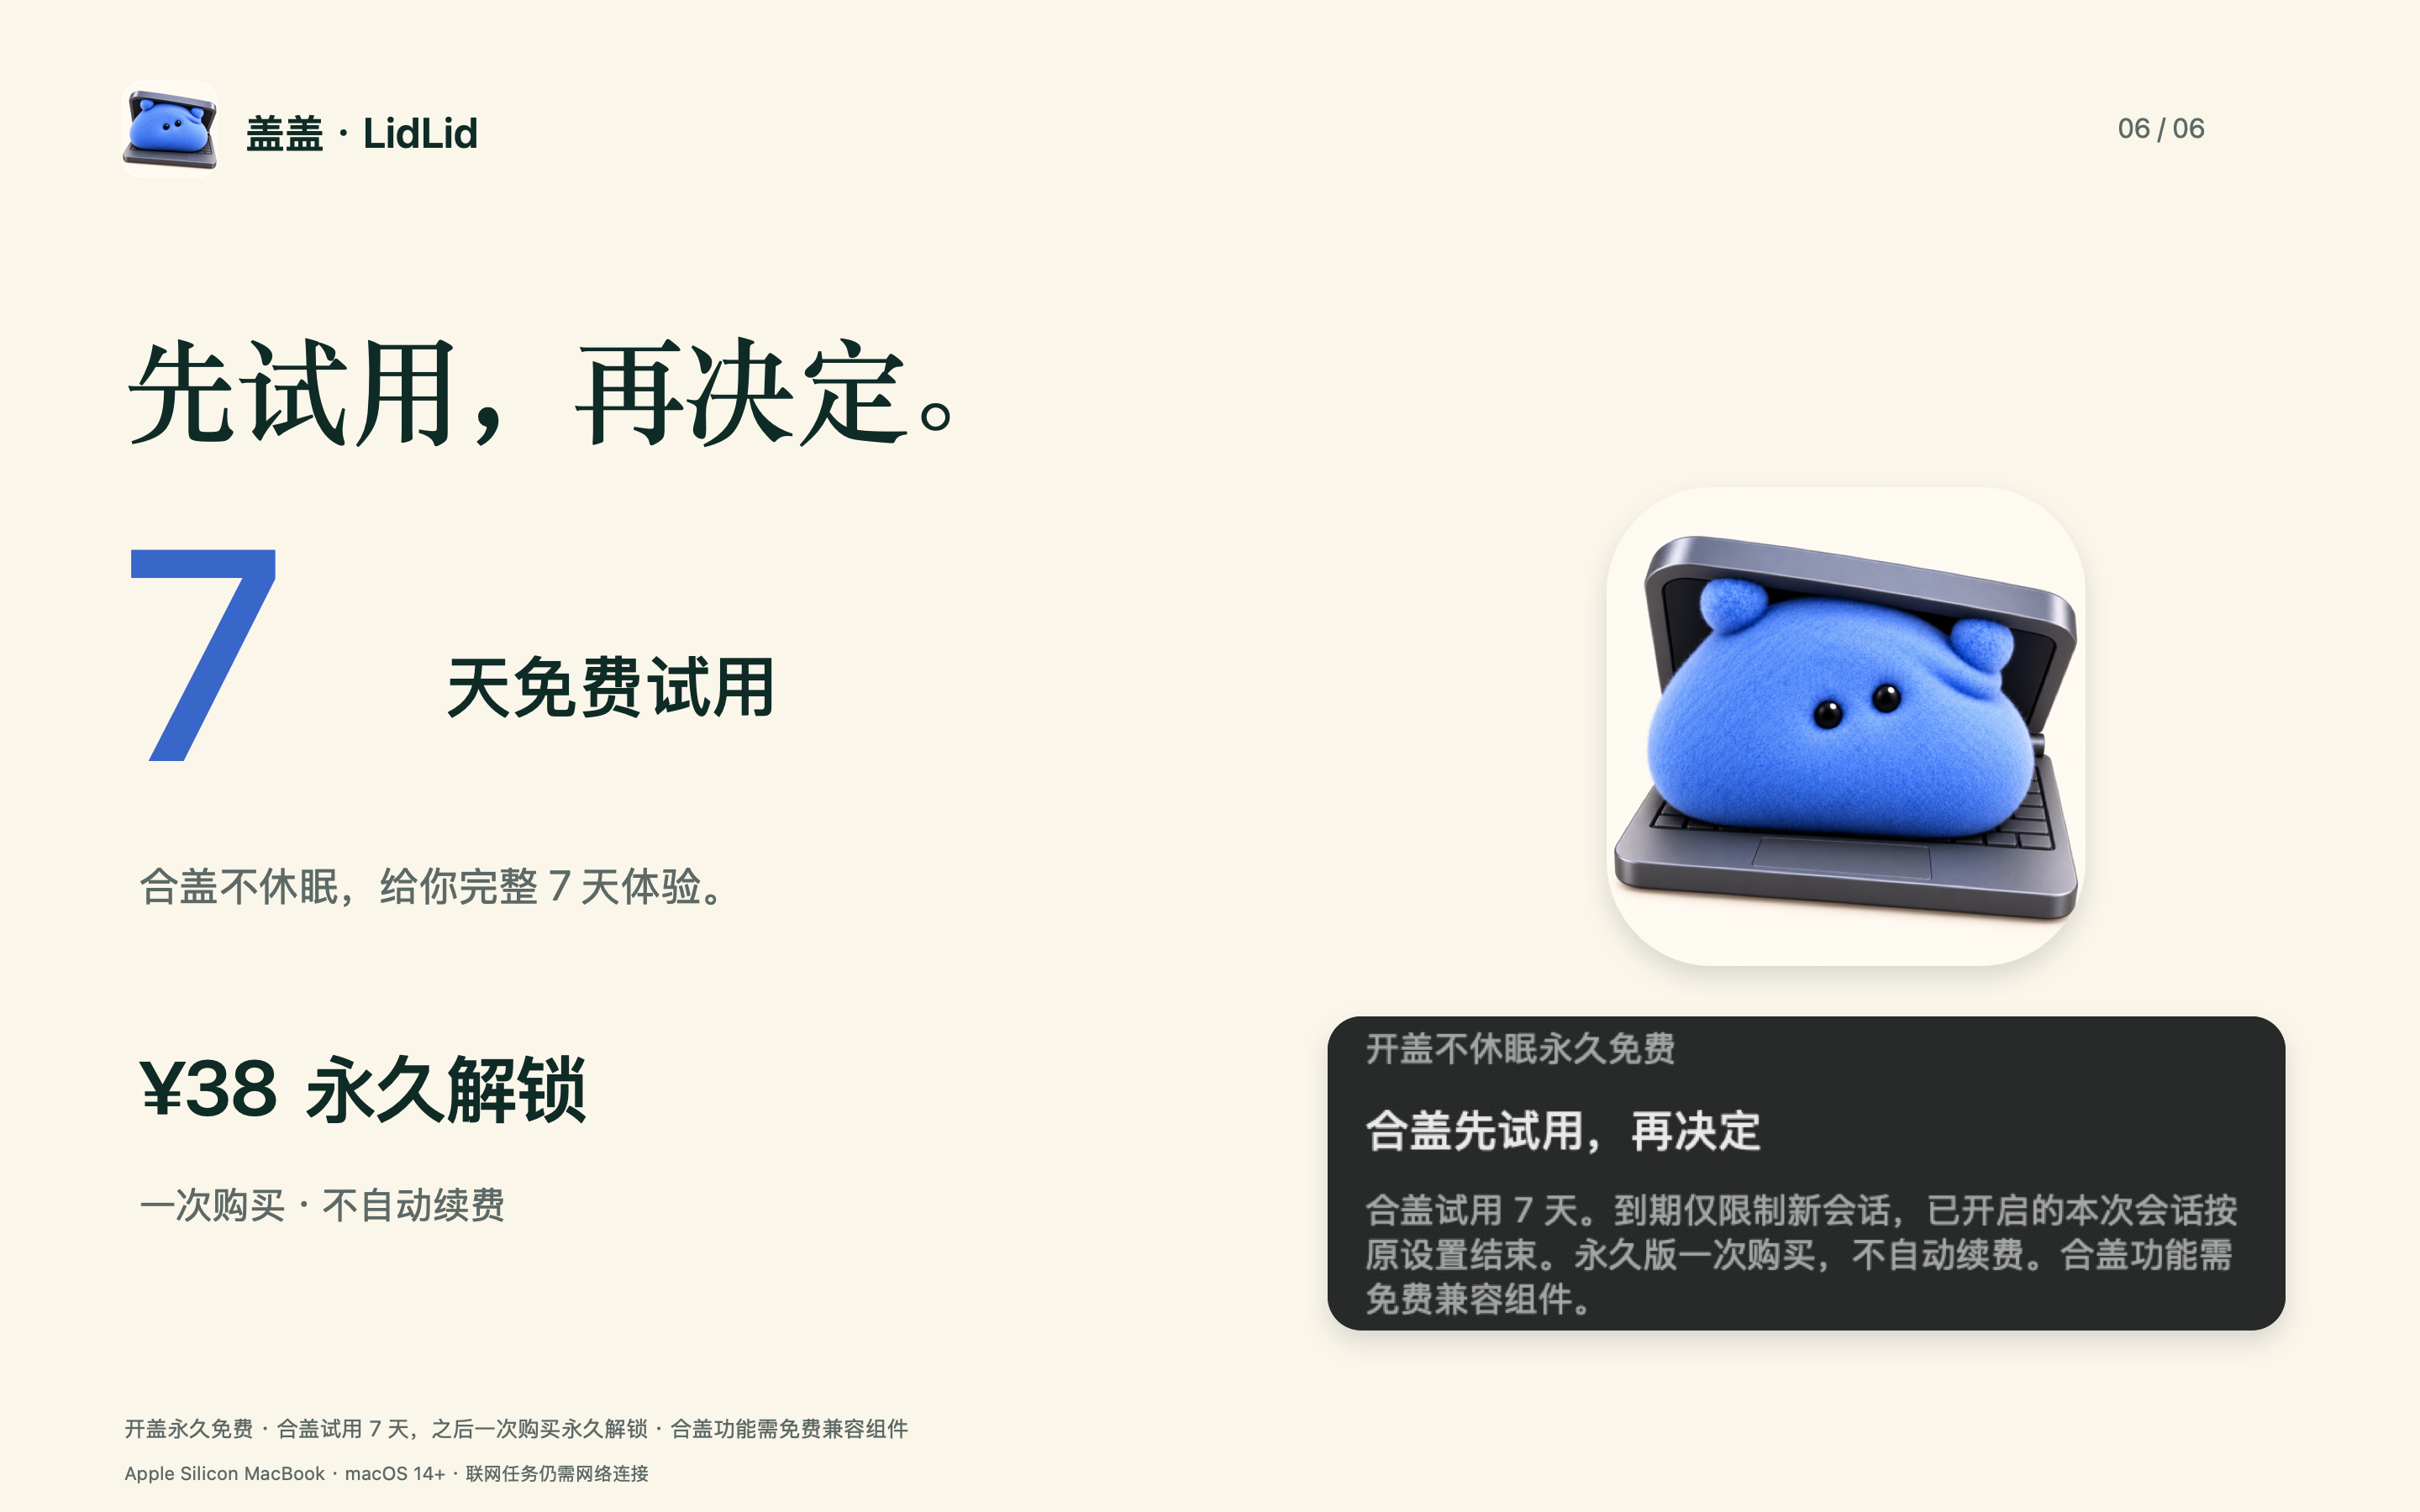 盖盖 · LidLid
06 / 06
先试用，再决定。
7
天免费试用
合盖不休眠，给你完整 7 天体验。
¥38 永久解锁
一次购买 · 不自动续费
开盖不休眠永久免费
合盖先试用，再决定
合盖试用 7 天。到期仅限制新会话，已开启的本次会话按
原设置结束。永久版一次购买，不自动续费。合盖功能需
免费兼容组件。
开盖永久免费 · 合盖试用 7 天，之后一次购买永久解锁 · 合盖功能需免费兼容组件
Apple Silicon MacBook · macOS 14+ · 联网任务仍需网络连接